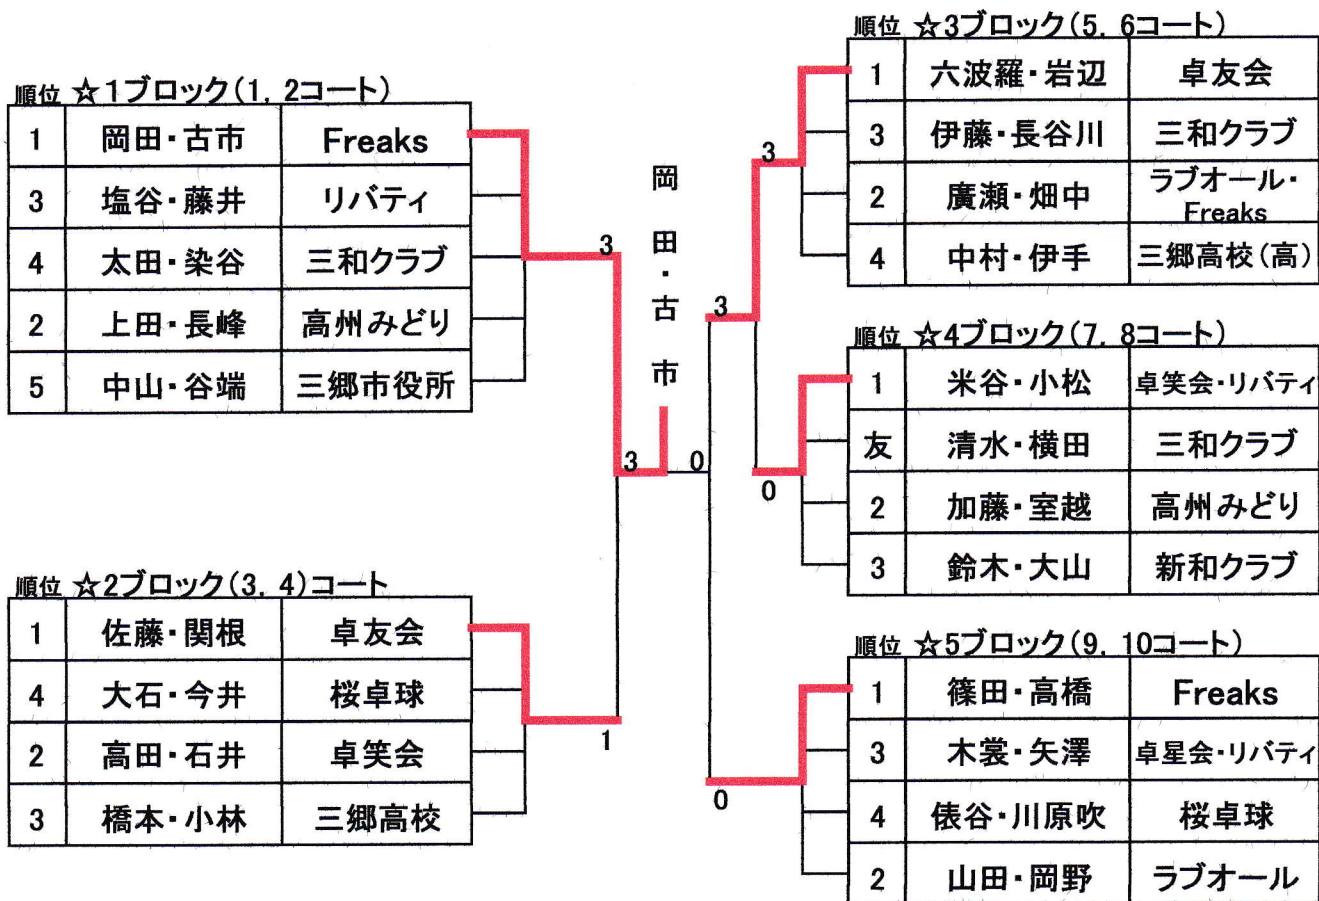 順位 ☆1ブロック(1, 2コート)
1 岡田・古市 Freaks
3 塩谷・藤井 リバティ
4 太田・染谷 三和クラブ
2 上田・長峰 高州みどり
5 中山・谷端 三郷市役所
順位 ☆2ブロック(3, 4)コート
1 佐藤・関根 卓友会
4 大石・今井 桜卓球
2 高田・石井 卓笑会
3 橋本・小林 三郷高校
3
1
3
岡田・古市
0
3
0
3
0
順位 ☆3ブロック(5, 6コート)
1 六波羅・岩辺 卓友会
3 伊藤・長谷川 三和クラブ
2 廣瀬・畑中 ラブオール・
Freaks
4 中村・伊手 三郷高校(高)
順位 ☆4ブロック(7, 8コート)
1 米谷・小松 卓笑会・リバティ
友 清水・横田 三和クラブ
2 加藤・室越 高州みどり
3 鈴木・大山 新和クラブ
順位 ☆5ブロック(9, 10コート)
1 篠田・高橋 Freaks
3 木裳・矢澤 卓星会・リバティ
4 俵谷・川原吹 桜卓球
2 山田・岡野 ラブオール